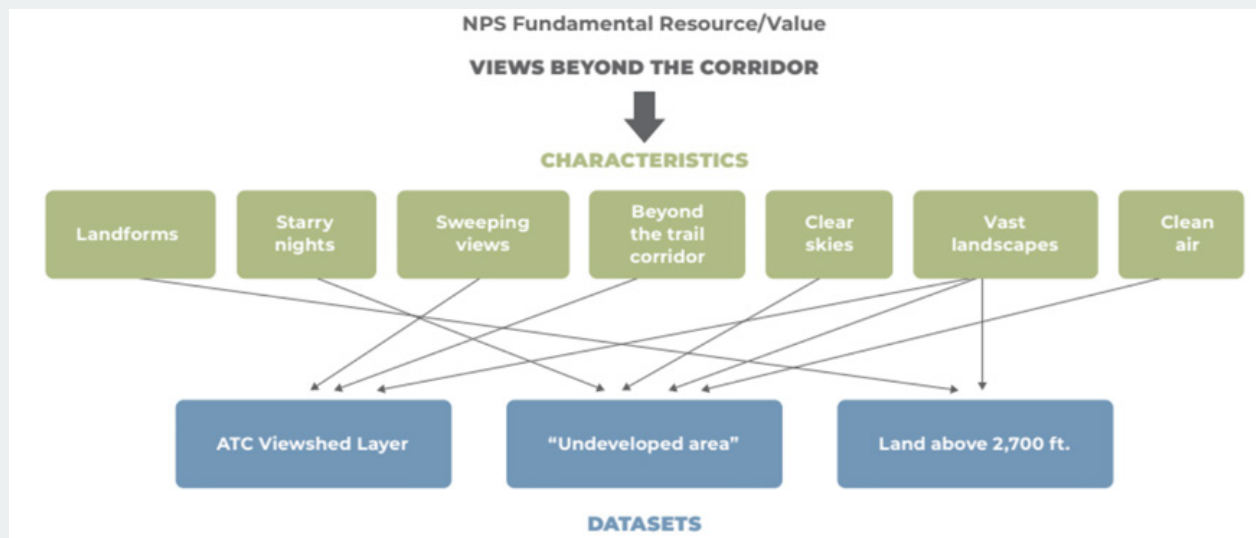 NPS Fundamental Resource/Value
VIEWS BEYOND THE CORRIDOR
CHARACTERISTICS
Landforms
Starry
nights
Sweeping
views
Beyond
the trail
corridor
Clear
skies
Vast
landscapes
Clean
air
ATC Viewshed Layer
“Undeveloped area”
Land above 2,700 ft.
DATASETS